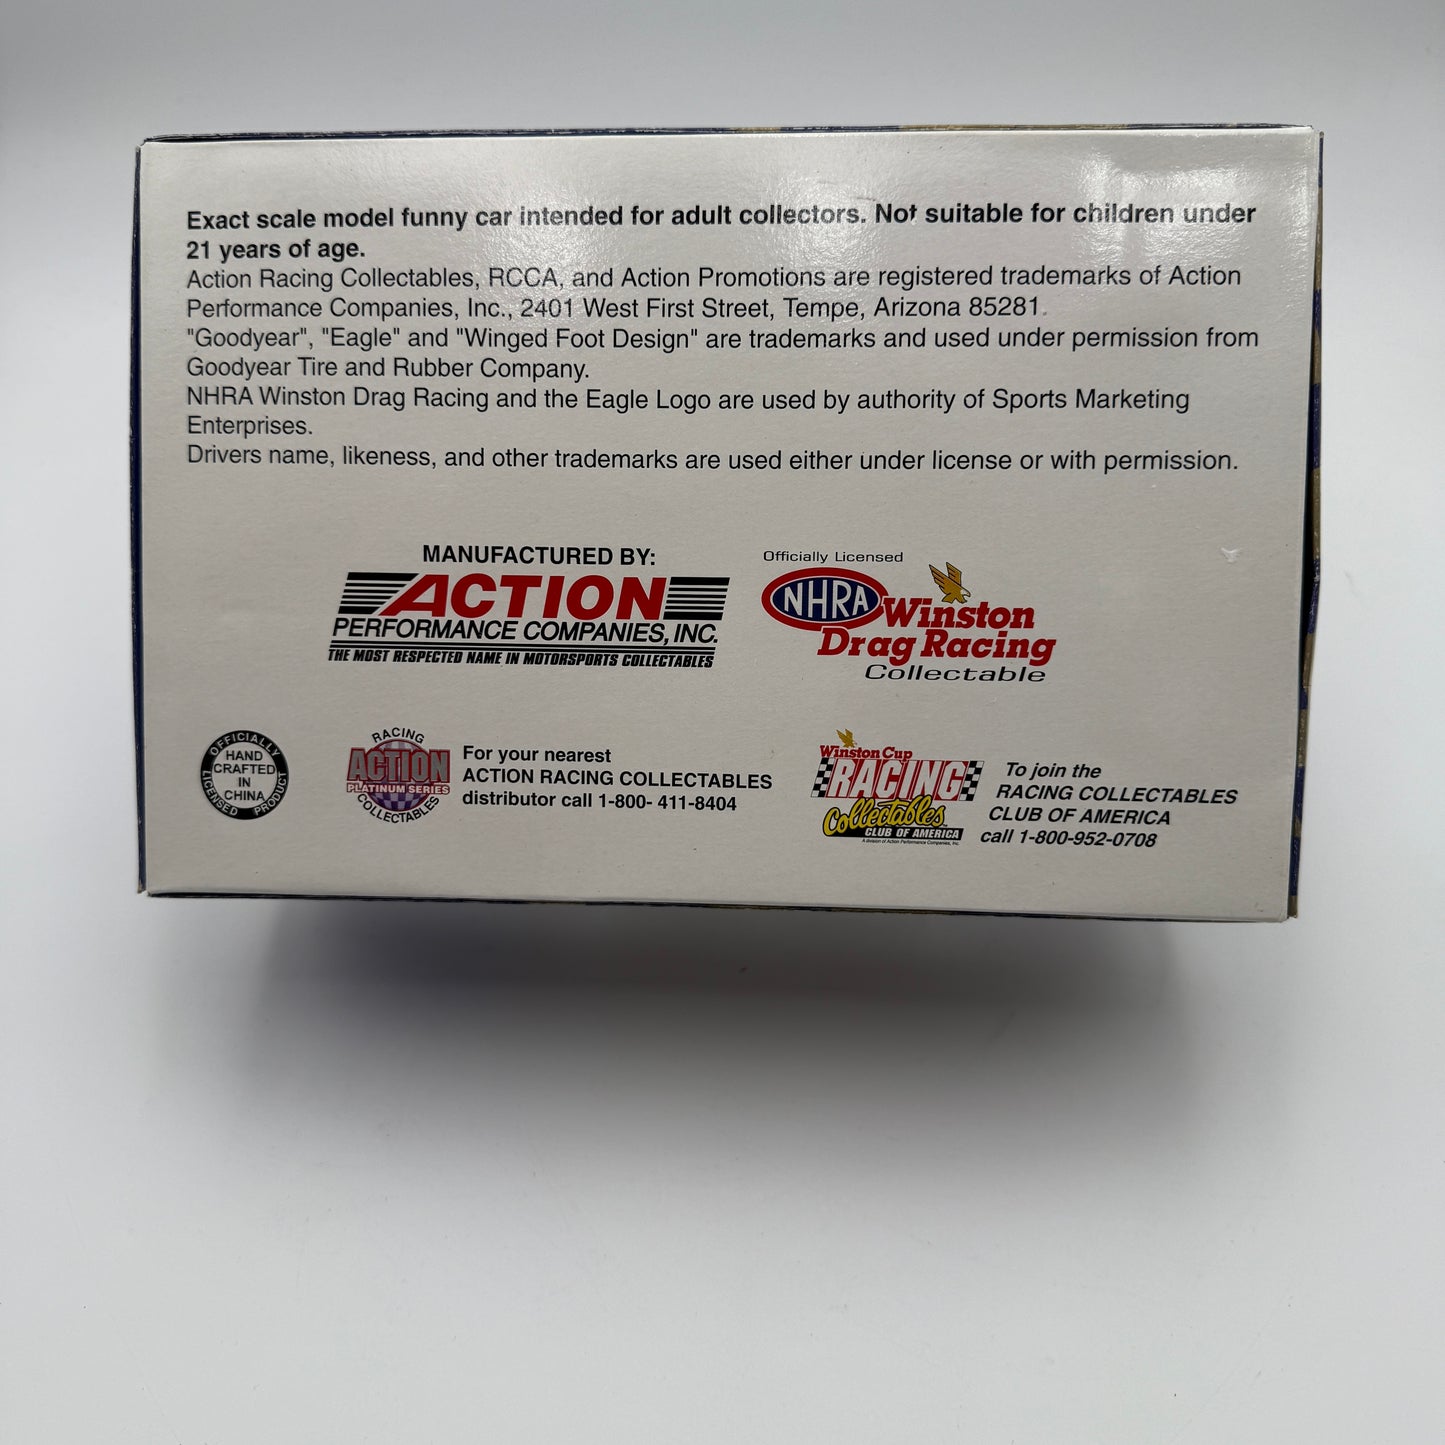 Exact scale model funny car intended for adult collectors. Not suitable for children under
21 years of age.
Action Racing Collectables, RCCA, and Action Promotions are registered trademarks of Action
Performance Companies, Inc., 2401 West First Street, Tempe, Arizona 85281.
"Goodyear", "Eagle" and "Winged Foot Design" are trademarks and used under permission from
Goodyear Tire and Rubber Company.
NHRA Winston Drag Racing and the Eagle Logo are used by authority of Sports Marketing
Enterprises.
Drivers name, likeness, and other trademarks are used either under license or with permission.
MANUFACTURED BY:
ACTION
PERFORMANCE COMPANIES, INC.
THE MOST RESPECTED NAME IN MOTORSPORTS COLLECTABLES
Officially Licensed
NHRA Winston
Drag Racing
Collectable
OFFICIALLY
HAND
CRAFTED
IN
CHINA
LICENSED PRODUCT
RACING
ACTION
PLATINUM SERIES
COLLECTABLES
For your nearest
ACTION RACING COLLECTABLES
distributor call 1-800- 411-8404
Winston Cup
RACING
Collectables
CLUB OF AMERICA
A division of Action Performance Companies, Inc.
To join the
RACING COLLECTABLES
CLUB OF AMERICA
call 1-800-952-0708